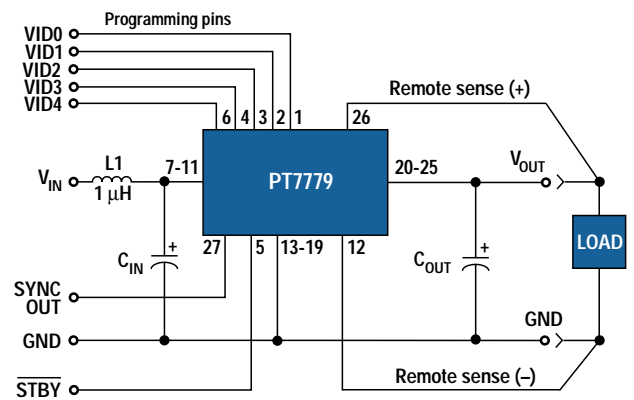 Programming pins
VID0
VID1
VID2
VID3
VID4
6 4 3 2 1
26
Remote sense (+)
L1
7-11
VIN
1 μH
PT7779
20-25
VOUT
LOAD
+
CIN
27
5
13-19
12
+
COUT
SYNC
OUT
GND
GND
STBY
Remote sense (–)